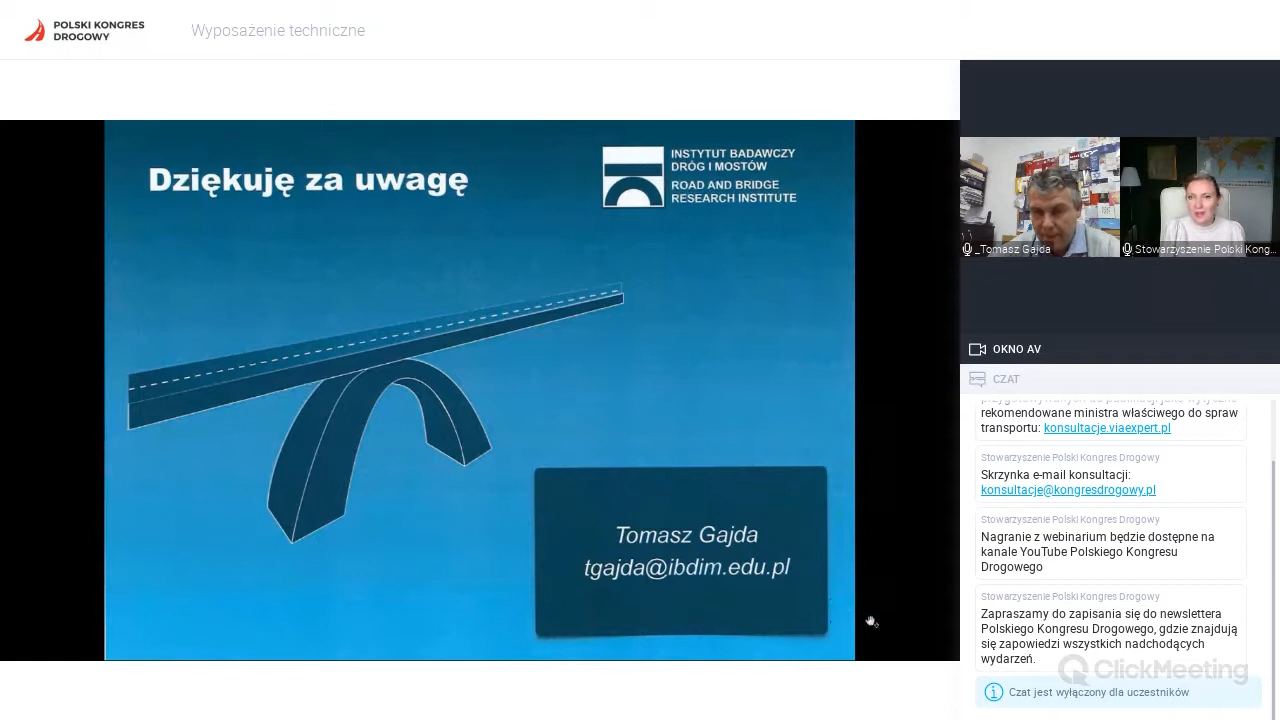 POLSKI KONGRES
DROGOWY
Wyposażenie techniczne
Dziękuję za uwagę
INSTYTUT BADAWCZY
DRÓG I MOSTÓW
ROAD AND BRIDGE
RESEARCH INSTITUTE
Tomasz Gajda
tgajda@ibdim.edu.pl
_Tomasz Gajda
Stowarzyszenie Polski Kong...
OKNO AV
CZAT
rekomendowane ministra właściwego do spraw
transportu: konsultacje.viaexpert.pl
Stowarzyszenie Polski Kongres Drogowy
Skrzynka e-mail konsultacji:
konsultacje@kongresdrogowy.pl
Stowarzyszenie Polski Kongres Drogowy
Nagranie z webinarium będzie dostępne na
kanale YouTube Polskiego Kongresu
Drogowego
Stowarzyszenie Polski Kongres Drogowy
Zapraszamy do zapisania się do newslettera
Polskiego Kongresu Drogowego, gdzie znajdują
się zapowiedzi wszystkich nadchodzących
wydarzeń.
ClickMeeting
Czat jest wyłączony dla uczestników